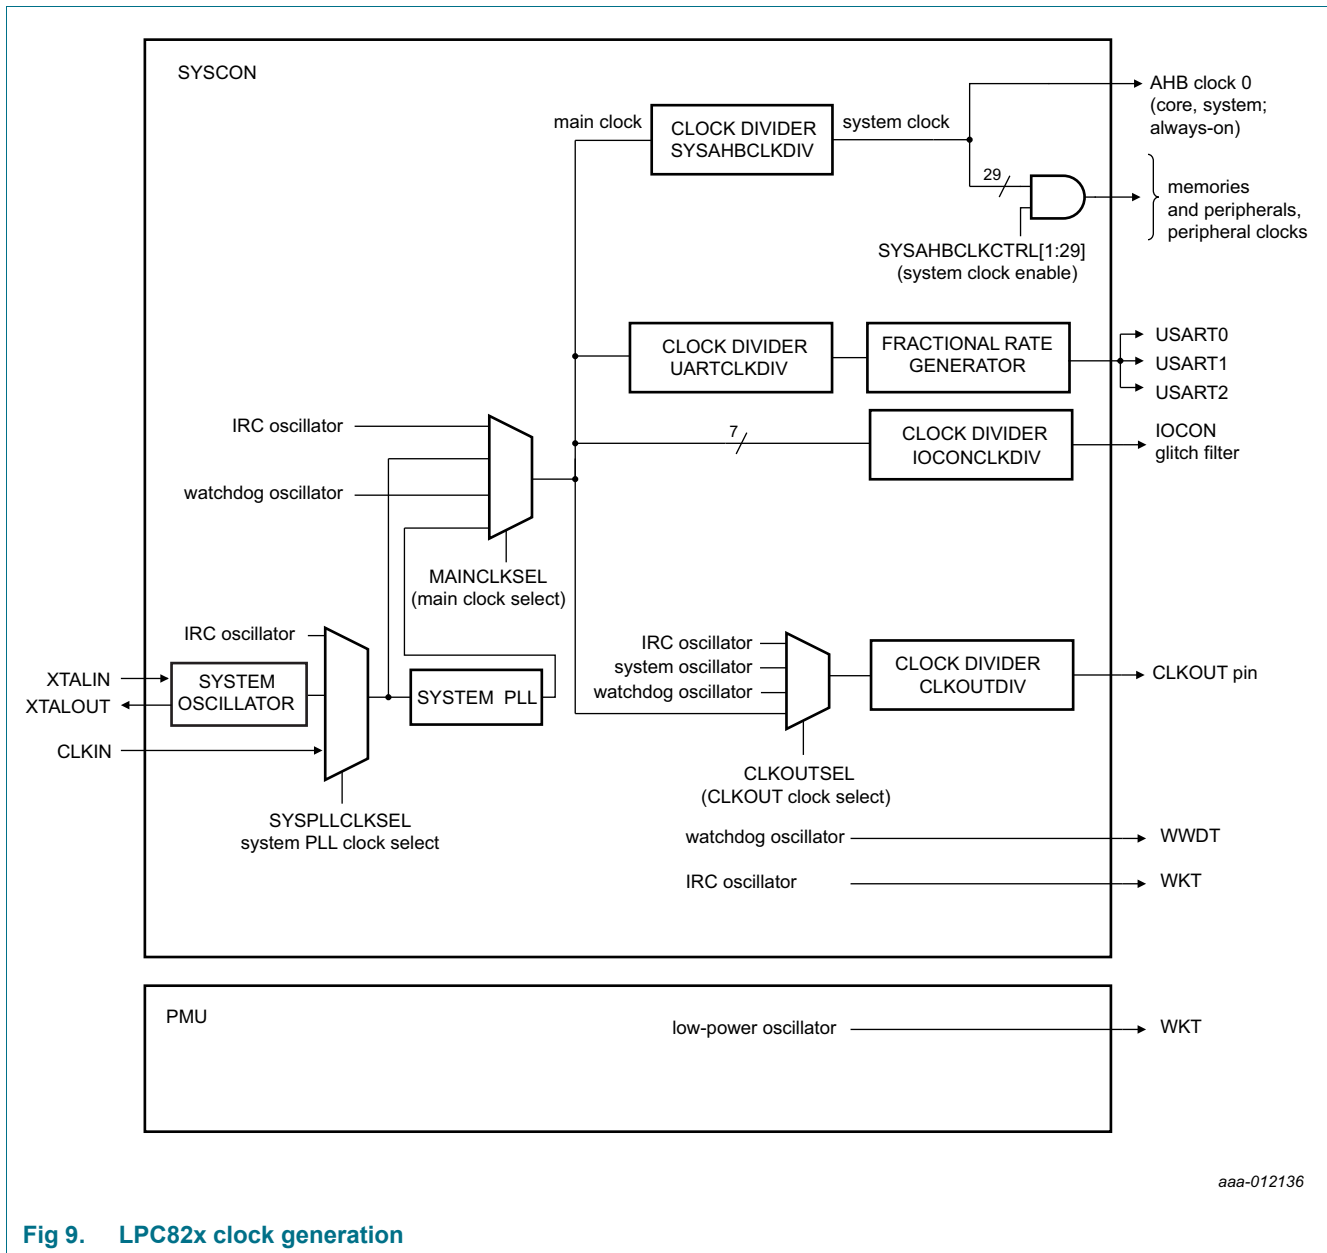 SYSCON
AHB clock 0
(core, system;
always-on)
main clock
CLOCK DIVIDER
SYSAHBCLKDIV
system clock
29
memories
and peripherals,
peripheral clocks
SYSAHBCLKCTRL[1:29]
(system clock enable)
CLOCK DIVIDER
UARTCLKDIV
FRACTIONAL RATE
GENERATOR
USART0
USART1
USART2
IRC oscillator
7
CLOCK DIVIDER
IOCONCLKDIV
IOCON
glitch filter
watchdog oscillator
MAINCLKSEL
(main clock select)
IRC oscillator
XTALIN
XTALOUT
SYSTEM
OSCILLATOR
SYSTEM PLL
CLKIN
SYSPLLCLKSEL
system PLL clock select
IRC oscillator
system oscillator
watchdog oscillator
CLOCK DIVIDER
CLKOUTDIV
CLKOUT pin
CLKOUTSEL
(CLKOUT clock select)
watchdog oscillator
WWDT
IRC oscillator
WKT
PMU
low-power oscillator
WKT
aaa-012136
Fig 9. LPC82x clock generation